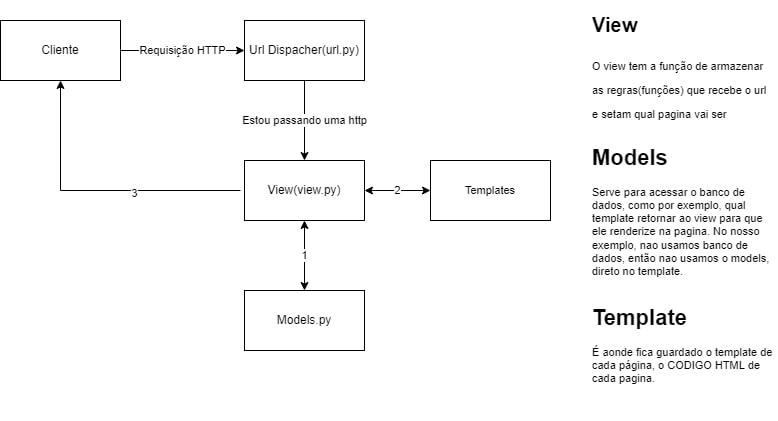 Cliente
Requisição HTTP
Url Dispacher(url.py)
Estou passando uma http
View(view.py)
3
2
Templates
1
Models.py
View
O view tem a função de armazenar
as regras(funções) que recebe o url
e setam qual pagina vai ser
Models
Serve para acessar o banco de
dados, como por exemplo, qual
template retornar ao view para que
ele renderize na pagina. No nosso
exemplo, nao usamos banco de
dados, então nao usamos o models,
direto no template.
Template
É aonde fica guardado o template de
cada página, o CODIGO HTML de
cada pagina.